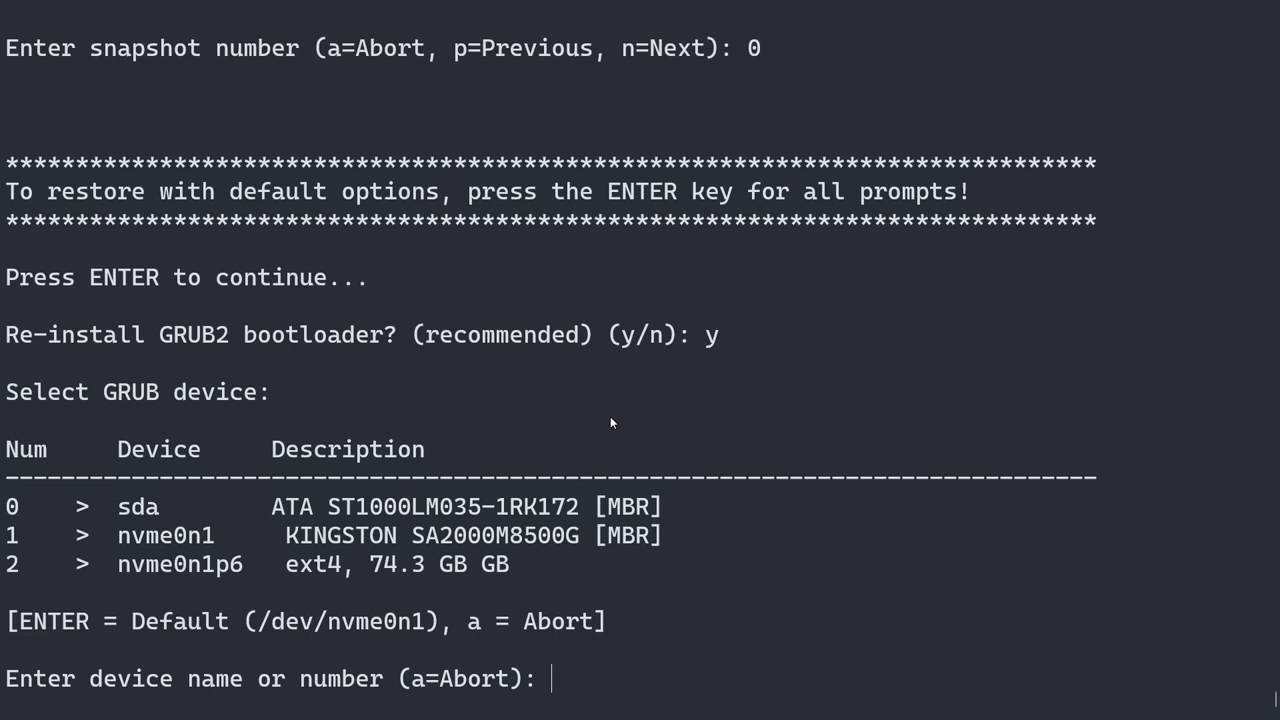 Enter snapshot number (a=Abort, p=Previous, n=Next): 0
******************************************************************************
To restore with default options, press the ENTER key for all prompts!
******************************************************************************
Press ENTER to continue...
Re-install GRUB2 bootloader? (recommended) (y/n): y
Select GRUB device:
Num     Device     Description
------------------------------------------------------------------------------
0    >  sda        ATA ST1000LM035-1RK172 [MBR]
1    >  nvme0n1     KINGSTON SA2000M8500G [MBR]
2    >  nvme0n1p6   ext4, 74.3 GB GB
[ENTER = Default (/dev/nvme0n1), a = Abort]
Enter device name or number (a=Abort):